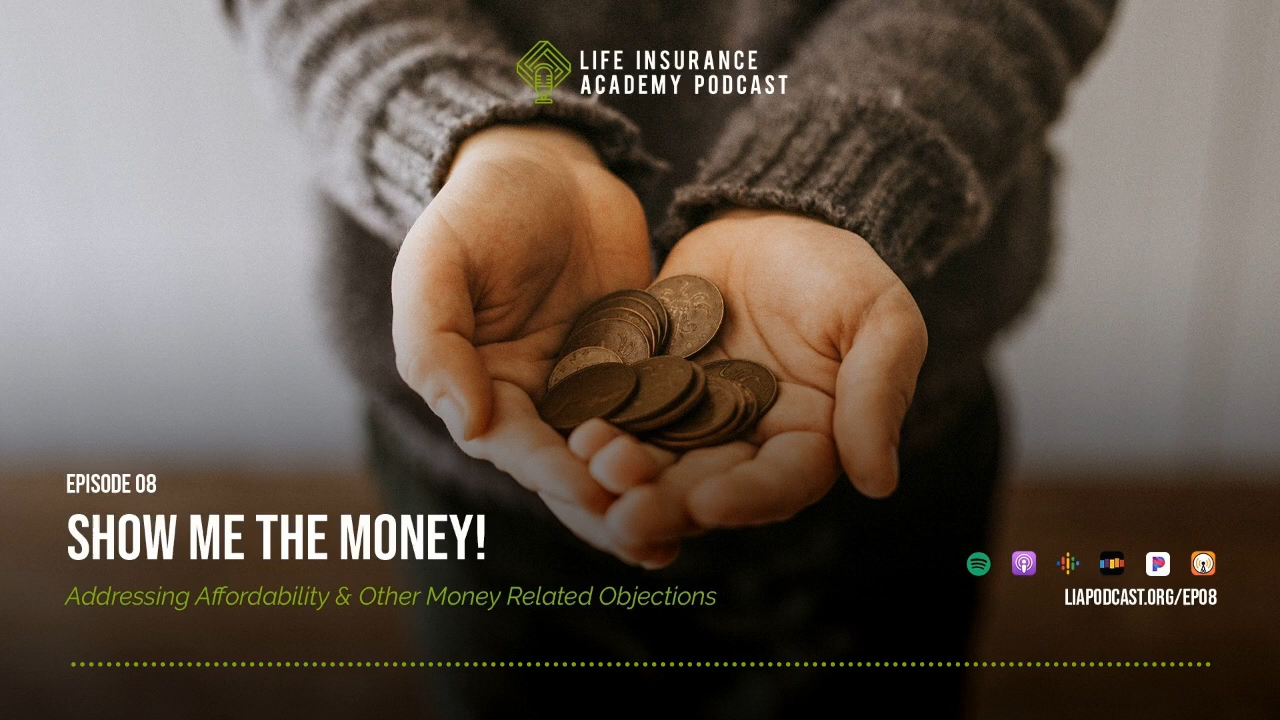 LIFE INSURANCE
ACADEMY PODCAST
EPISODE 08
SHOW ME THE MONEY!
Addressing Affordability & Other Money Related Objections
LIAPODCAST.ORG/EP08